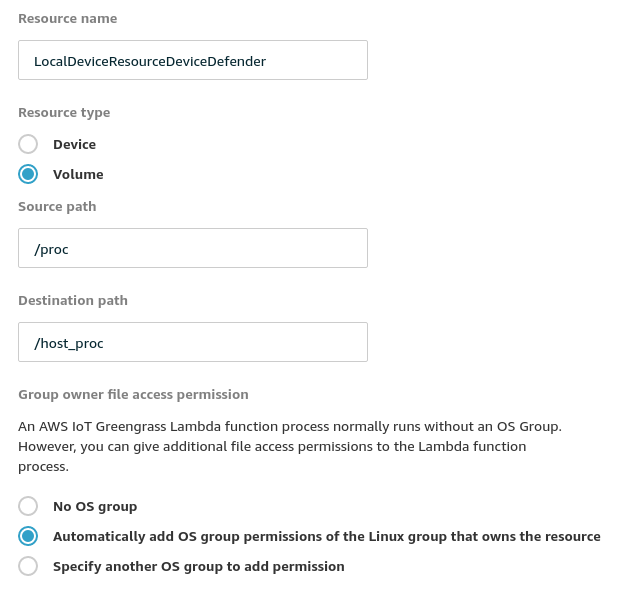 Resource name
LocalDeviceResourceDeviceDefender
Resource type
Device
Volume
Source path
/proc
Destination path
/host_proc
Group owner file access permission
An AWS IoT Greengrass Lambda function process normally runs without an OS Group.
However, you can give additional file access permissions to the Lambda function
process.
No OS group
Automatically add OS group permissions of the Linux group that owns the resource
Specify another OS group to add permission